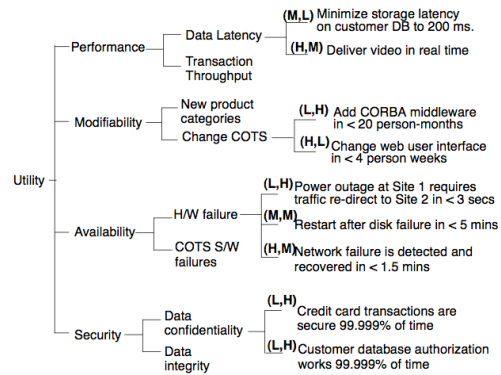 Utility
Performance
Data Latency
(M,L) Minimize storage latency
on customer DB to 200 ms.
(H,M) Deliver video in real time
Transaction
Throughput
Modifiability
New product
categories
Change COTS
(L,H) Add CORBA middleware
in < 20 person-months
(H,L) Change web user interface
in < 4 person weeks
Availability
H/W failure
(L,H) Power outage at Site 1 requires
traffic re-direct to Site 2 in < 3 secs
(M,M) Restart after disk failure in < 5 mins
(H,M) Network failure is detected and
recovered in < 1.5 mins
COTS S/W
failures
Security
Data
confidentiality
(L,H) Credit card transactions are
secure 99.999% of time
(L,H) Customer database authorization
works 99.999% of time
Data
integrity